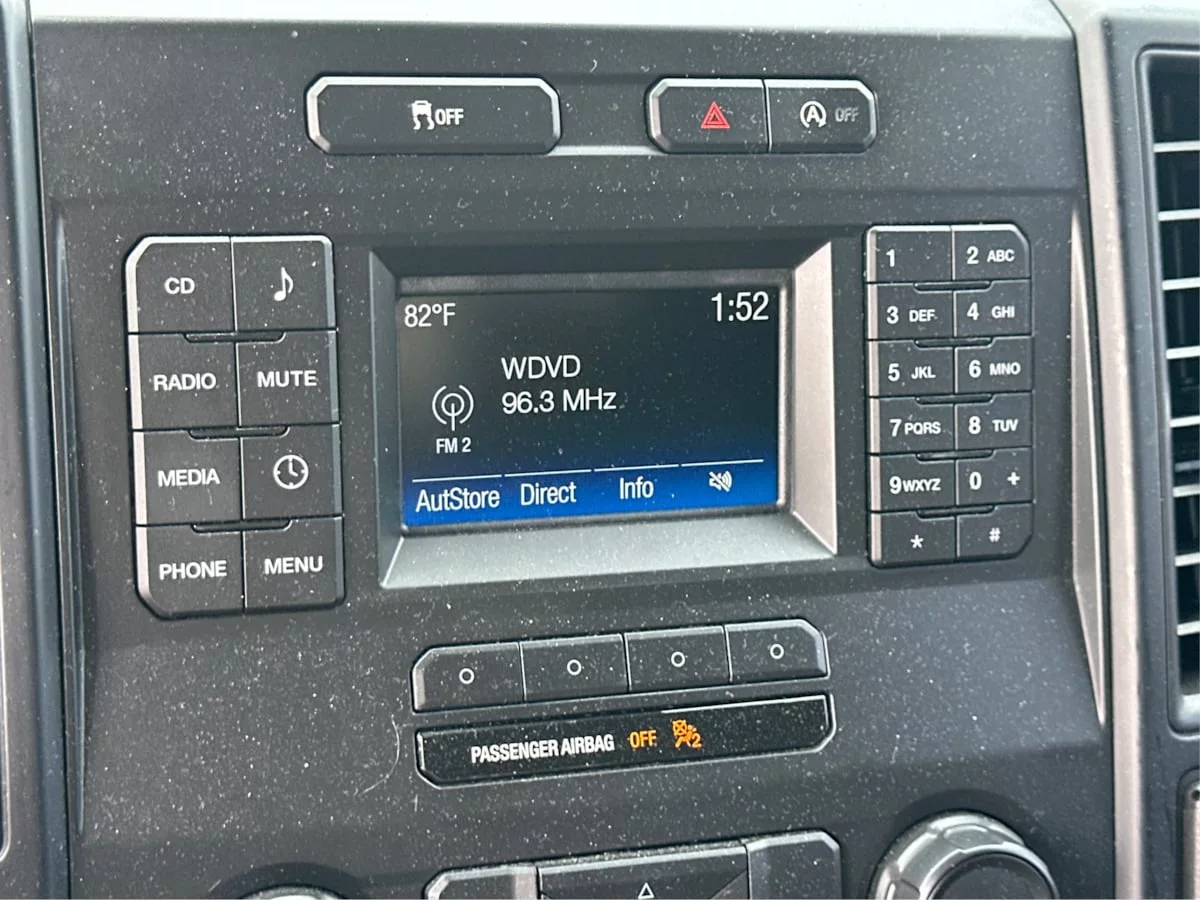 OFF
A OFF
CD
RADIO MUTE
MEDIA
PHONE MENU
82°F 1:52
WDVD
96.3 MHz
FM 2
AutStore Direct Info
1 2 ABC
3 DEF 4 GHI
5 JKL 6 MNO
7 PQRS 8 TUV
9 WXYZ 0 +
* #
PASSENGER AIRBAG OFF 2